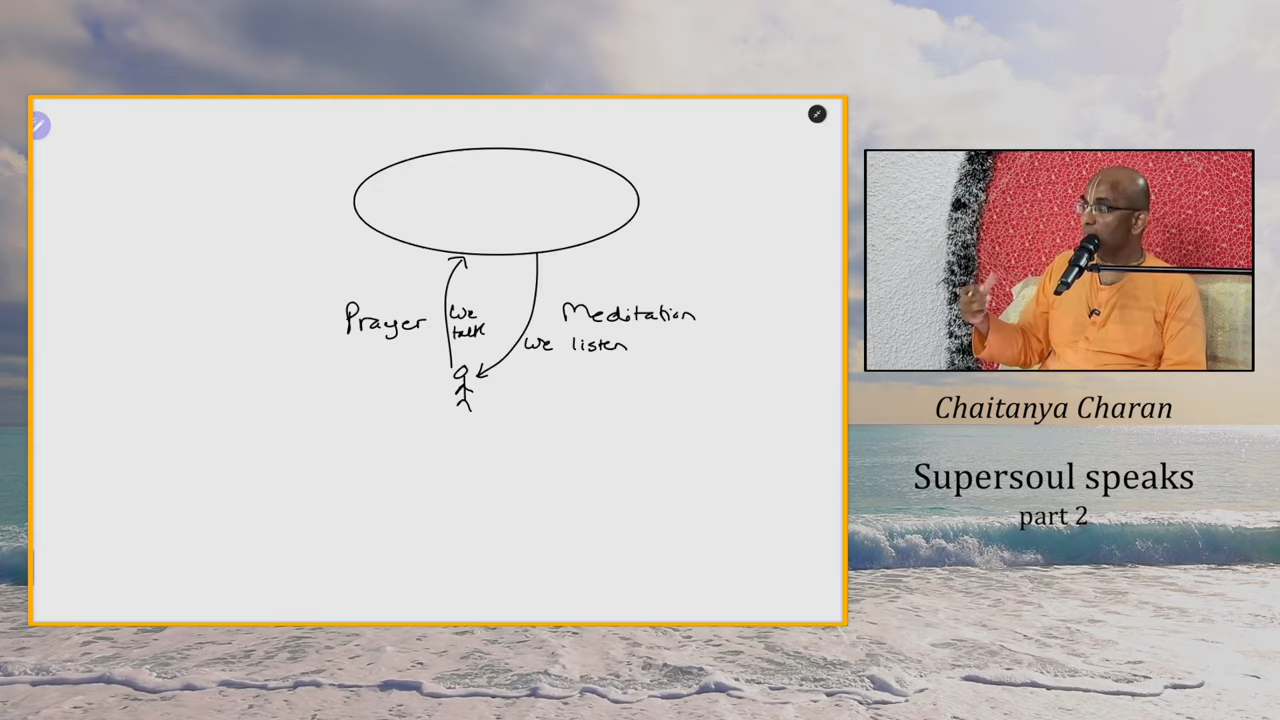 Prayer
We
talk
Meditation
We listen
Chaitanya Charan
Supersoul speaks
part 2